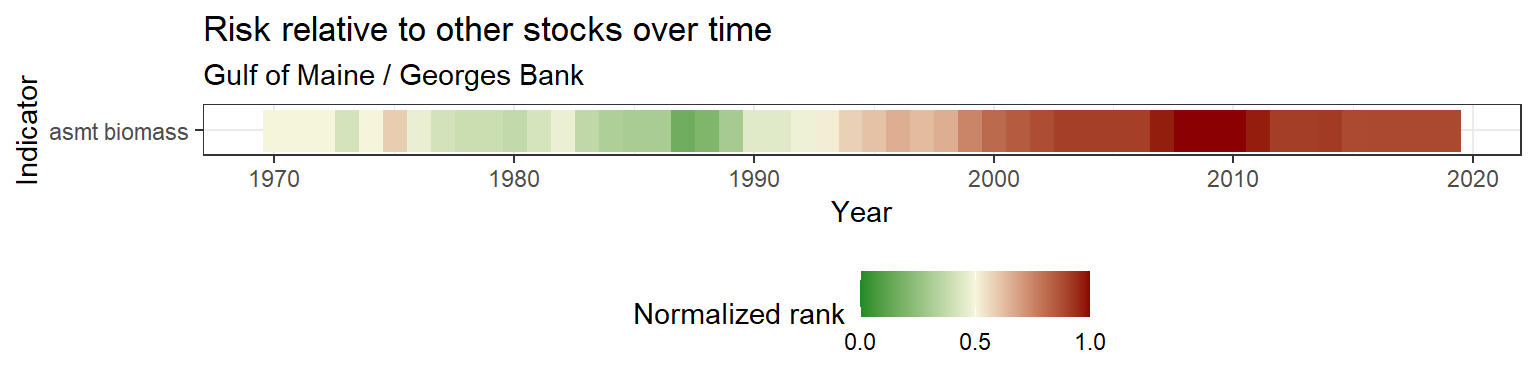 Risk relative to other stocks over time
Gulf of Maine / Georges Bank
Indicator
asmt biomass
1970 1980 1990 2000 2010 2020
Year
Normalized rank
0.0 0.5 1.0